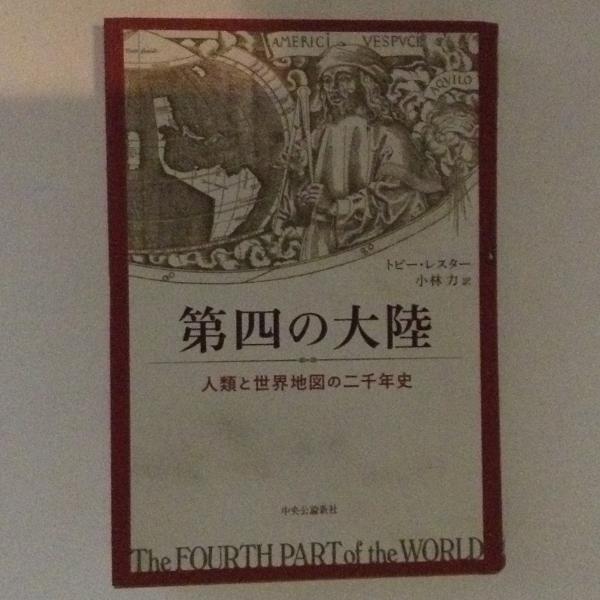 AMERICI VESPUCI
AQUILO
トビー・レスター
小林力 訳
第四の大陸
人類と世界地図の二千年史
中央公論新社
The FOURTH PART of the WORLD